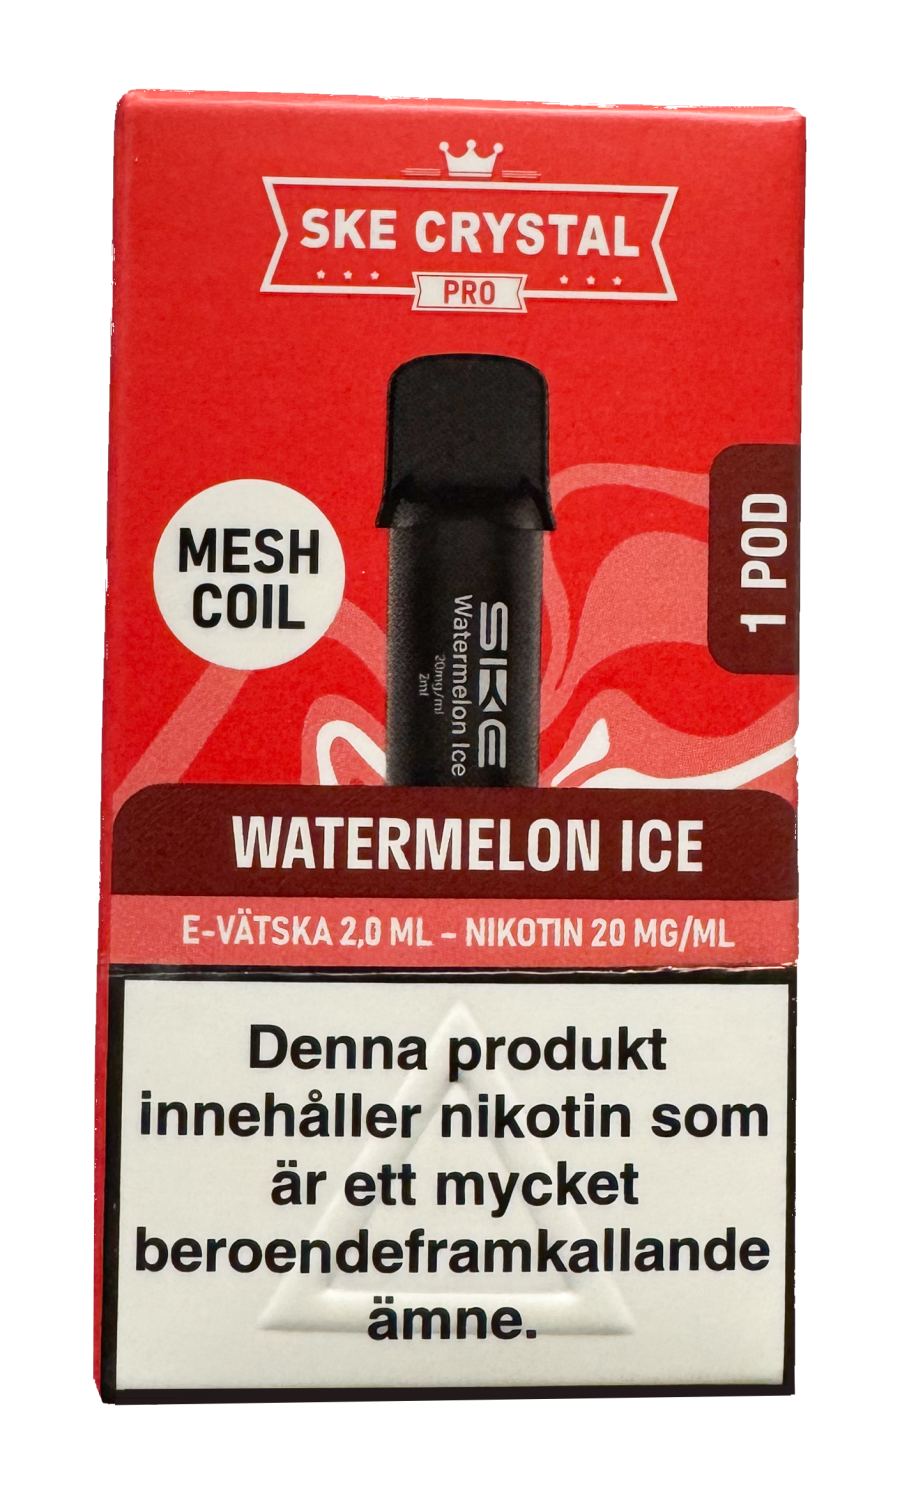 SKE CRYSTAL
PRO
MESH
COIL
1 POD
SKE
Watermelon Ice
20mg/ml
2ml
WATERMELON ICE
E-VÄTSKA 2,0 ML – NIKOTIN 20 MG/ML
Denna produkt
innehåller nikotin som
är ett mycket
beroendeframkallande
ämne.